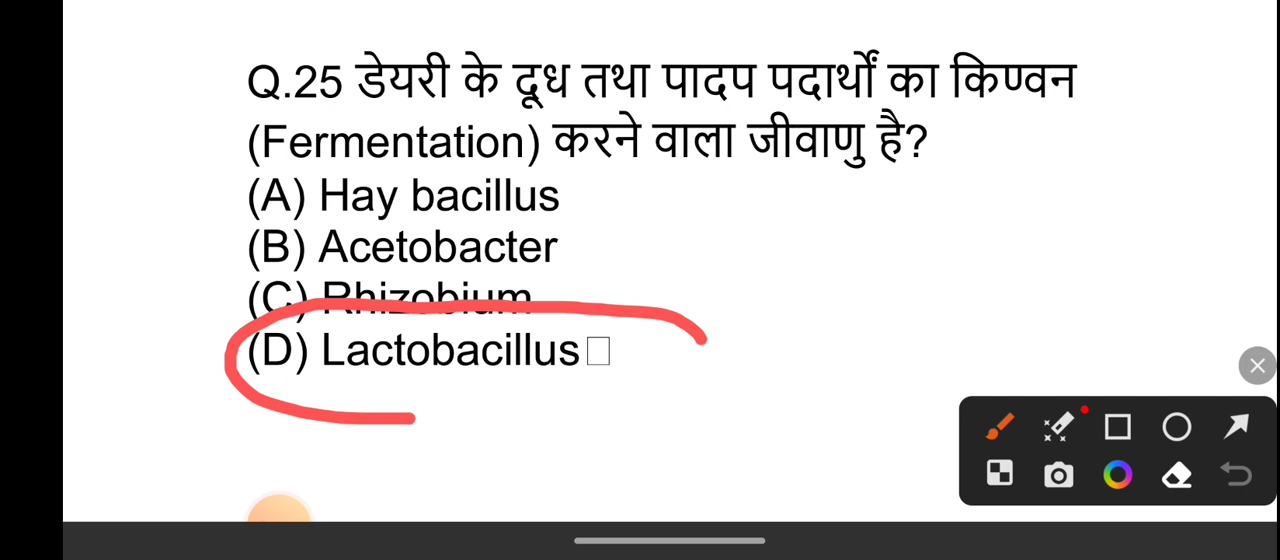 Q.25 डेयरी के दूध तथा पादप पदार्थों का किण्वन
(Fermentation) करने वाला जीवाणु है?
(A) Hay bacillus
(B) Acetobacter
(C) Rhizobium
(D) Lactobacillus